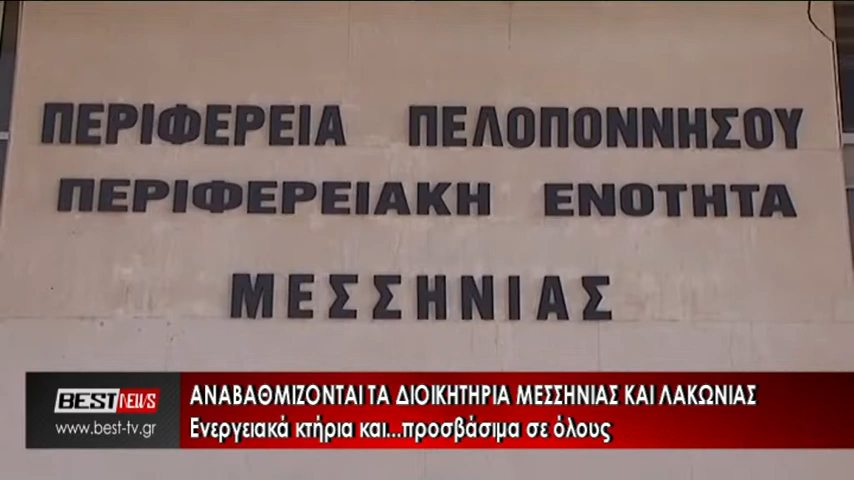 ΠΕΡΙΦΕΡΕΙΑ ΠΕΛΟΠΟΝΝΗΣΟΥ
ΠΕΡΙΦΕΡΕΙΑΚΗ ΕΝΟΤΗΤΑ
ΜΕΣΣΗΝΙΑΣ
BEST NEWS
www.best-tv.gr
ΑΝΑΒΑΘΜΙΖΟΝΤΑΙ ΤΑ ΔΙΟΙΚΗΤΗΡΙΑ ΜΕΣΣΗΝΙΑΣ ΚΑΙ ΛΑΚΩΝΙΑΣ
Ενεργειακά κτήρια και...προσβάσιμα σε όλους